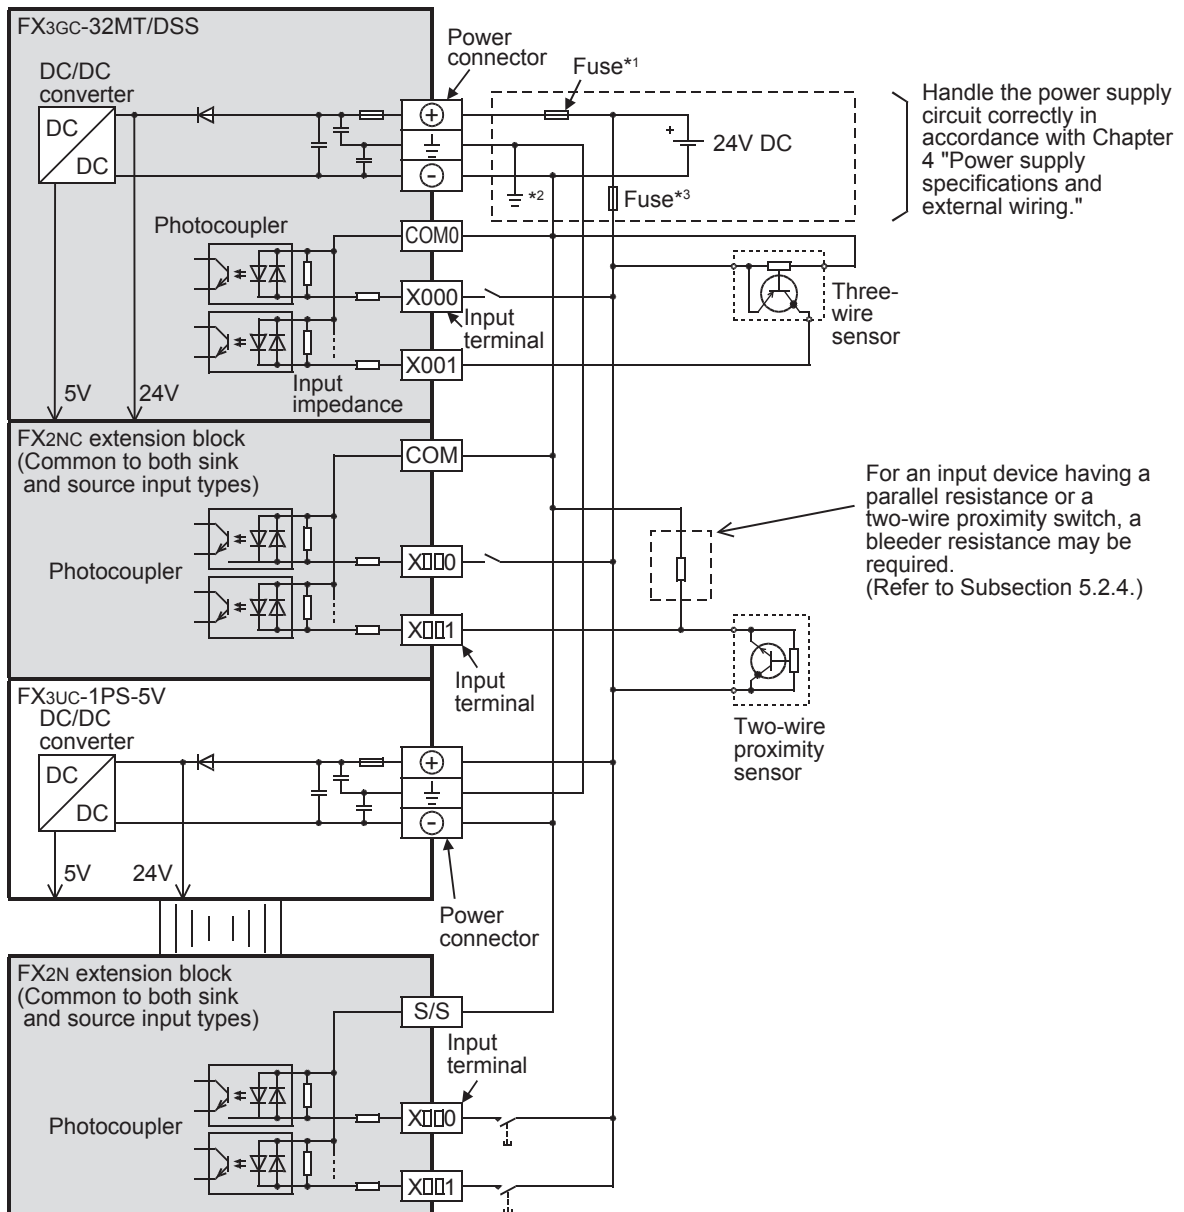 FX3GC-32MT/DSS
DC/DC
converter
DC
DC
5V
24V
Photocoupler
Input
impedance
Power
connector
+
-
COM0
X000
X001
Input
terminal
Fuse*1
+
24V DC
*2
Fuse*3
Handle the power supply
circuit correctly in
accordance with Chapter
4 "Power supply
specifications and
external wiring."
Three-
wire
sensor
FX2NC extension block
(Common to both sink
and source input types)
Photocoupler
COM
X□□0
X□□1
Input
terminal
For an input device having a
parallel resistance or a
two-wire proximity switch, a
bleeder resistance may be
required.
(Refer to Subsection 5.2.4.)
Two-wire
proximity
sensor
FX3UC-1PS-5V
DC/DC
converter
DC
DC
5V
24V
+
-
Power
connector
FX2N extension block
(Common to both sink
and source input types)
Photocoupler
S/S
Input
terminal
X□□0
X□□1